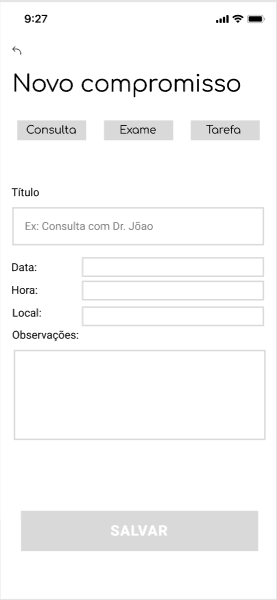 9:27
Novo compromisso
Consulta Exame Tarefa
Título
Ex: Consulta com Dr. Jõao
Data:
Hora:
Local:
Observações:
SALVAR